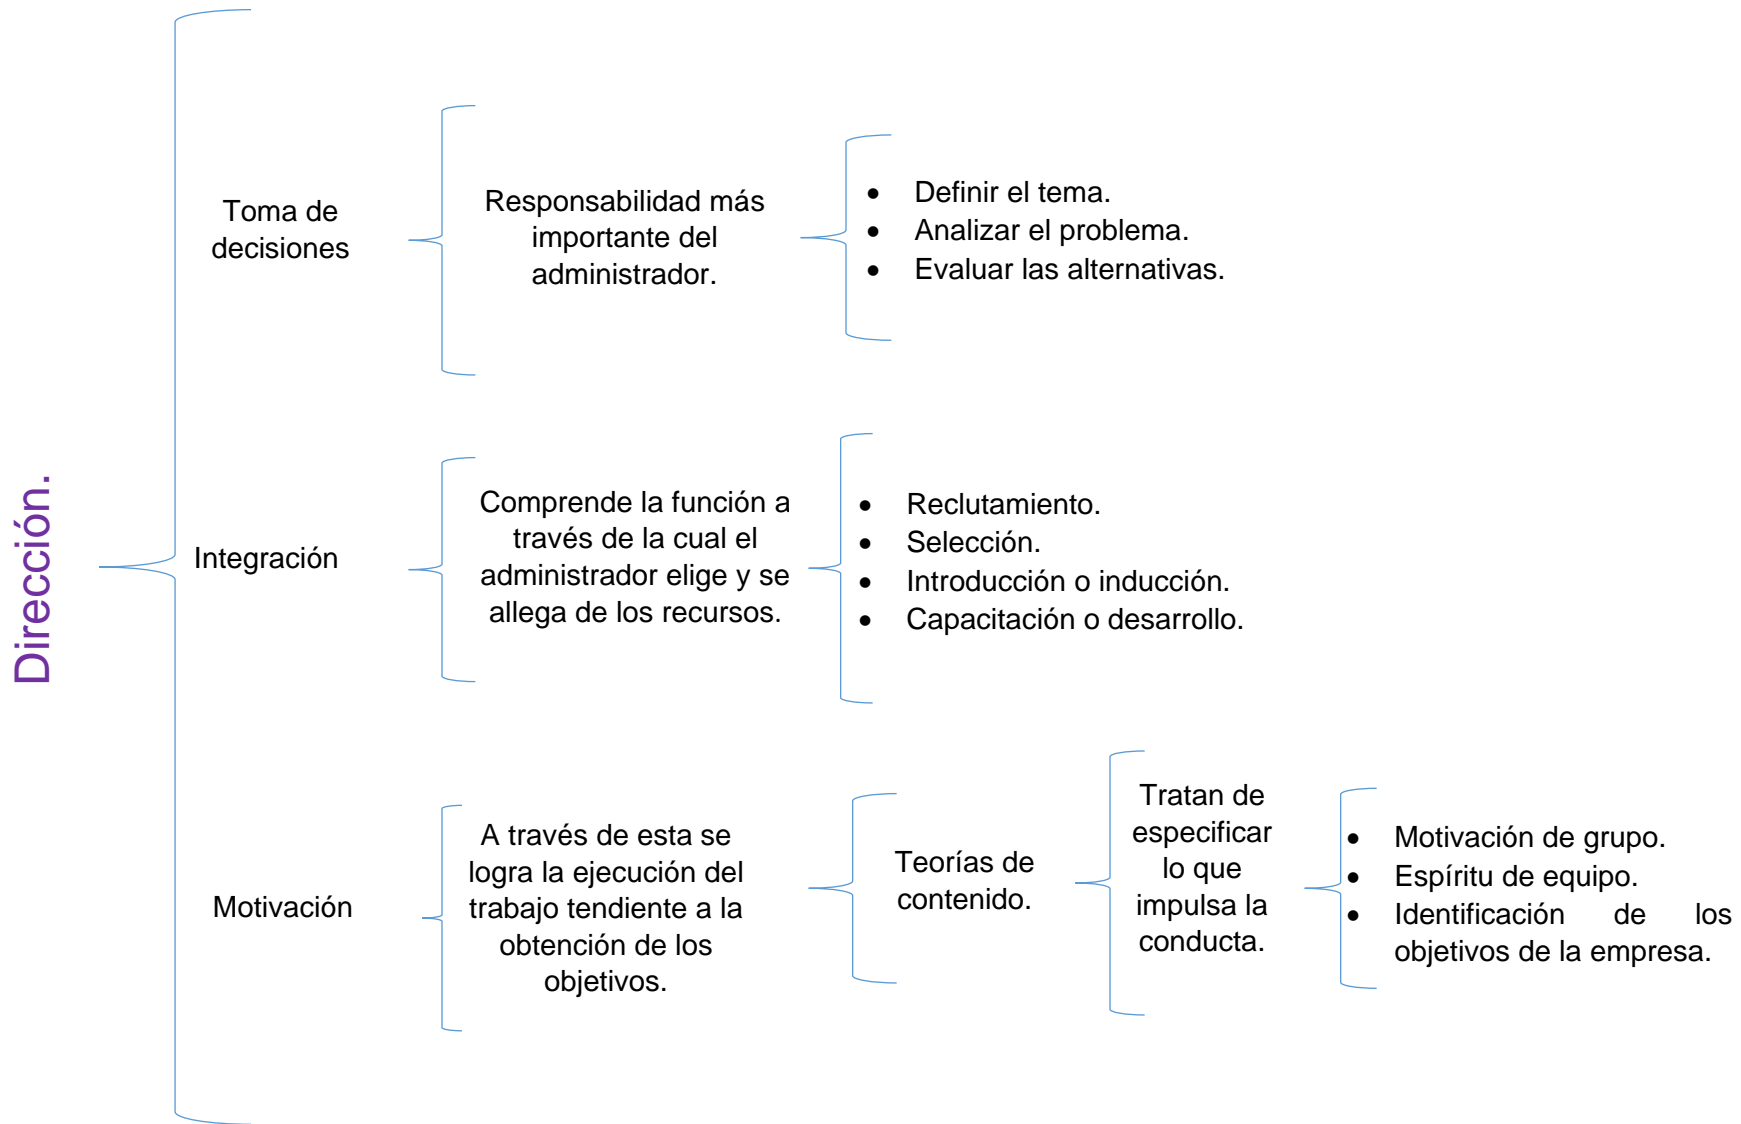 Dirección.
Toma de
decisiones
Responsabilidad más
importante del
administrador.
• Definir el tema.
• Analizar el problema.
• Evaluar las alternativas.
Integración
Comprende la función a
través de la cual el
administrador elige y se
allega de los recursos.
• Reclutamiento.
• Selección.
• Introducción o inducción.
• Capacitación o desarrollo.
Motivación
A través de esta se
logra la ejecución del
trabajo tendiente a la
obtención de los
objetivos.
Teorías de
contenido.
Tratan de
especificar
lo que
impulsa la
conducta.
• Motivación de grupo.
• Espíritu de equipo.
• Identificación de los
objetivos de la empresa.